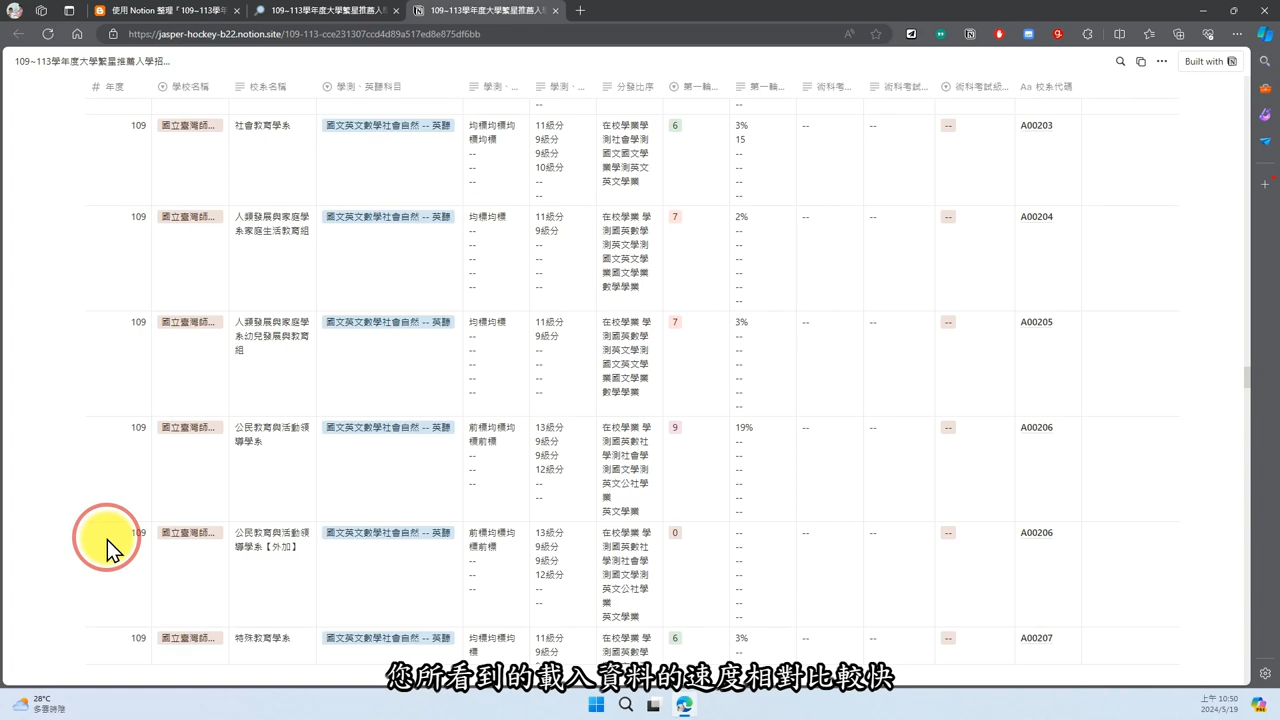 使用 Notion 整理「109~113學年度
109~113學年度大學繁星推薦人
109~113學年度大學繁星推薦人
https://jasper-hockey-b22.notion.site/109-113-cce231307ccd4d89a517ed8e875df6bb
109~113學年度大學繁星推薦人學招...
Built with
# 年度 學校名稱 校系名稱 學測、英聽科目 學測、... 學測、... 分發比序 第一輪... 第一輪... 術科考... 術科考試... 術科考試級... Aa 校系代碼
--
--
109 國立臺灣師... 社會教育學系 國文英文數學社會自然 -- 英聽 均標均標均 11級分 在校學業學 6 3% -- -- -- A00203
標均標 9級分 測社會學測 15
-- 9級分 國文國文學 --
-- 10級分 業學測英文 --
-- -- 英文學業 --
--
109 國立臺灣師... 人類發展與家庭學 國文英文數學社會自然 -- 英聽 均標均標 11級分 在校學業 學 7 2% -- -- -- A00204
系家庭生活教育組 -- 9級分 測國英數學 --
-- -- 測英文學測 --
-- -- 國文英文學 --
-- -- 業國文學業 --
-- -- 數學學業 --
--
109 國立臺灣師... 人類發展與家庭學 國文英文數學社會自然 -- 英聽 均標均標 11級分 在校學業 學 7 3% -- -- -- A00205
系幼兒發展與教育 -- 9級分 測國英數學 --
組 -- -- 測英文學測 --
-- -- 國文英文學 --
-- -- 業國文學業 --
-- -- 數學學業 --
--
109 國立臺灣師... 公民教育與活動領 國文英文數學社會自然 -- 英聽 前標均標均 13級分 在校學業 學 9 19% -- -- -- A00206
導學系 標前標 9級分 測國英數社 --
-- 9級分 學測社會學 --
-- 12級分 測國文學測 --
-- -- 英文公社學 --
-- 業 --
英文學業 --
109 國立臺灣師... 公民教育與活動領 國文英文數學社會自然 -- 英聽 前標均標均 13級分 在校學業 學 0 -- -- -- -- A00206
導學系【外加】 標前標 9級分 測國英數社 --
-- 9級分 學測社會學 --
-- 12級分 測國文學測 --
-- -- 英文公社學 --
-- 業 --
英文學業 --
109 國立臺灣師... 特殊教育學系 國文英文數學社會自然 -- 英聽 均標均標均 11級分 在校學業 學 6 3% -- -- -- A00207
標 9級分 測國英數社 --
您所看到的載入資料的速度相對比較快
28°C
多雲時陰
上午 10:50
2024/5/19